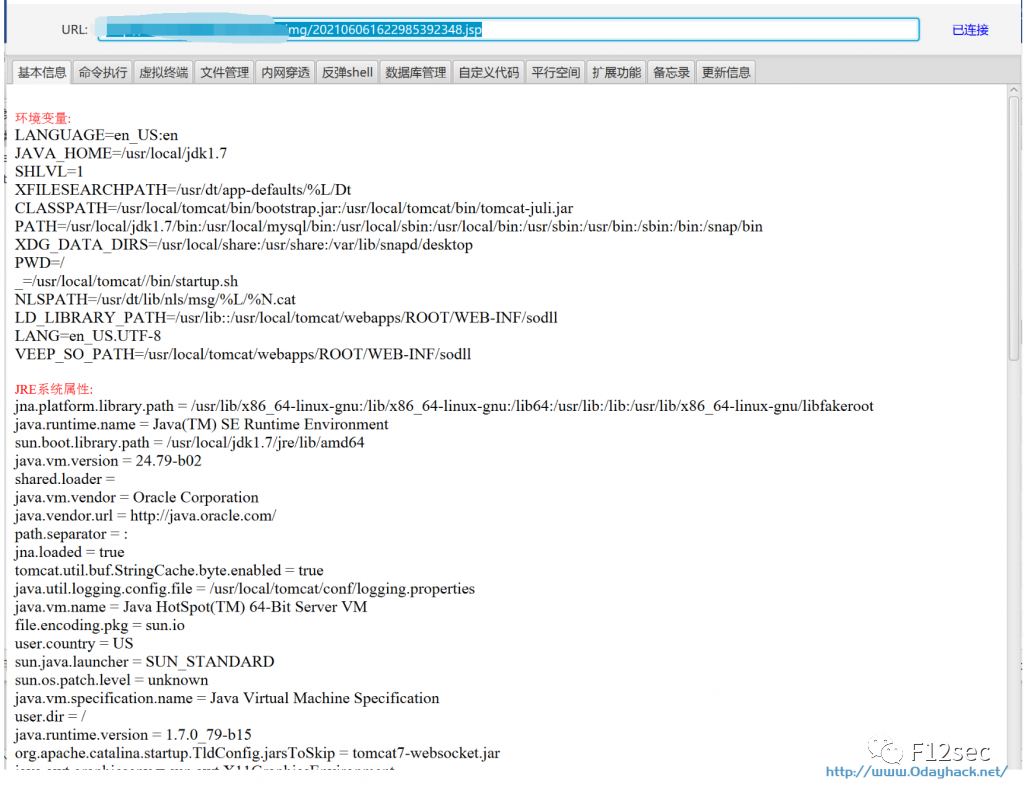 URL:
mg/202106061622985392348.jsp
已连接
基本信息 命令执行 虚拟终端 文件管理 内网穿透 反弹shell 数据库管理 自定义代码 平行空间 扩展功能 备忘录 更新信息
环境变量:
LANGUAGE=en_US:en
JAVA_HOME=/usr/local/jdk1.7
SHLVL=1
XFILESEARCHPATH=/usr/dt/app-defaults/%L/Dt
CLASSPATH=/usr/local/tomcat/bin/bootstrap.jar:/usr/local/tomcat/bin/tomcat-juli.jar
PATH=/usr/local/jdk1.7/bin:/usr/local/mysql/bin:/usr/local/sbin:/usr/local/bin:/usr/sbin:/usr/bin:/sbin:/bin:/snap/bin
XDG_DATA_DIRS=/usr/local/share:/usr/share:/var/lib/snapd/desktop
PWD=/
_=/usr/local/tomcat//bin/startup.sh
NLSPATH=/usr/dt/lib/nls/msg/%L/%N.cat
LD_LIBRARY_PATH=/usr/lib::/usr/local/tomcat/webapps/ROOT/WEB-INF/sodll
LANG=en_US.UTF-8
VEEP_SO_PATH=/usr/local/tomcat/webapps/ROOT/WEB-INF/sodll
JRE系统属性:
jna.platform.library.path = /usr/lib/x86_64-linux-gnu:/lib/x86_64-linux-gnu:/lib64:/usr/lib:/lib:/usr/lib/x86_64-linux-gnu/libfakeroot
java.runtime.name = Java(TM) SE Runtime Environment
sun.boot.library.path = /usr/local/jdk1.7/jre/lib/amd64
java.vm.version = 24.79-b02
shared.loader =
java.vm.vendor = Oracle Corporation
java.vendor.url = http://java.oracle.com/
path.separator = :
jna.loaded = true
tomcat.util.buf.StringCache.byte.enabled = true
java.util.logging.config.file = /usr/local/tomcat/conf/logging.properties
java.vm.name = Java HotSpot(TM) 64-Bit Server VM
file.encoding.pkg = sun.io
user.country = US
sun.java.launcher = SUN_STANDARD
sun.os.patch.level = unknown
java.vm.specification.name = Java Virtual Machine Specification
user.dir = /
java.runtime.version = 1.7.0_79-b15
org.apache.catalina.startup.TldConfig.jarsToSkip = tomcat7-websocket.jar
F12sec
http://www.0dayhack.net/